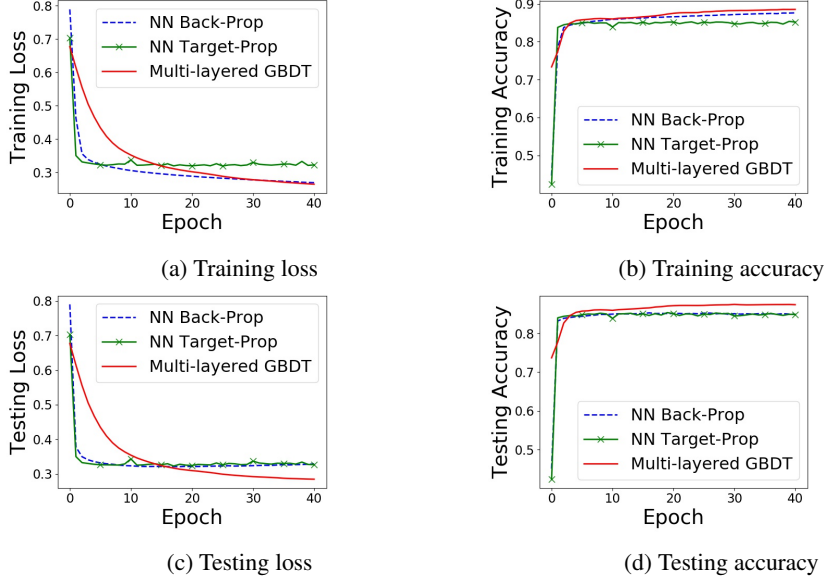 0.8
0.7
0.6
0.5
0.4
0.3
Training Loss
NN Back-Prop
NN Target-Prop
Multi-layered GBDT
0 10 20 30 40
Epoch
(a) Training loss
0.9
0.8
0.7
0.6
0.5
Training Accuracy
NN Back-Prop
NN Target-Prop
Multi-layered GBDT
0 10 20 30 40
Epoch
(b) Training accuracy
0.8
0.7
0.6
0.5
0.4
0.3
Testing Loss
NN Back-Prop
NN Target-Prop
Multi-layered GBDT
0 10 20 30 40
Epoch
(c) Testing loss
0.8
0.7
0.6
0.5
Testing Accuracy
NN Back-Prop
NN Target-Prop
Multi-layered GBDT
0 10 20 30 40
Epoch
(d) Testing accuracy